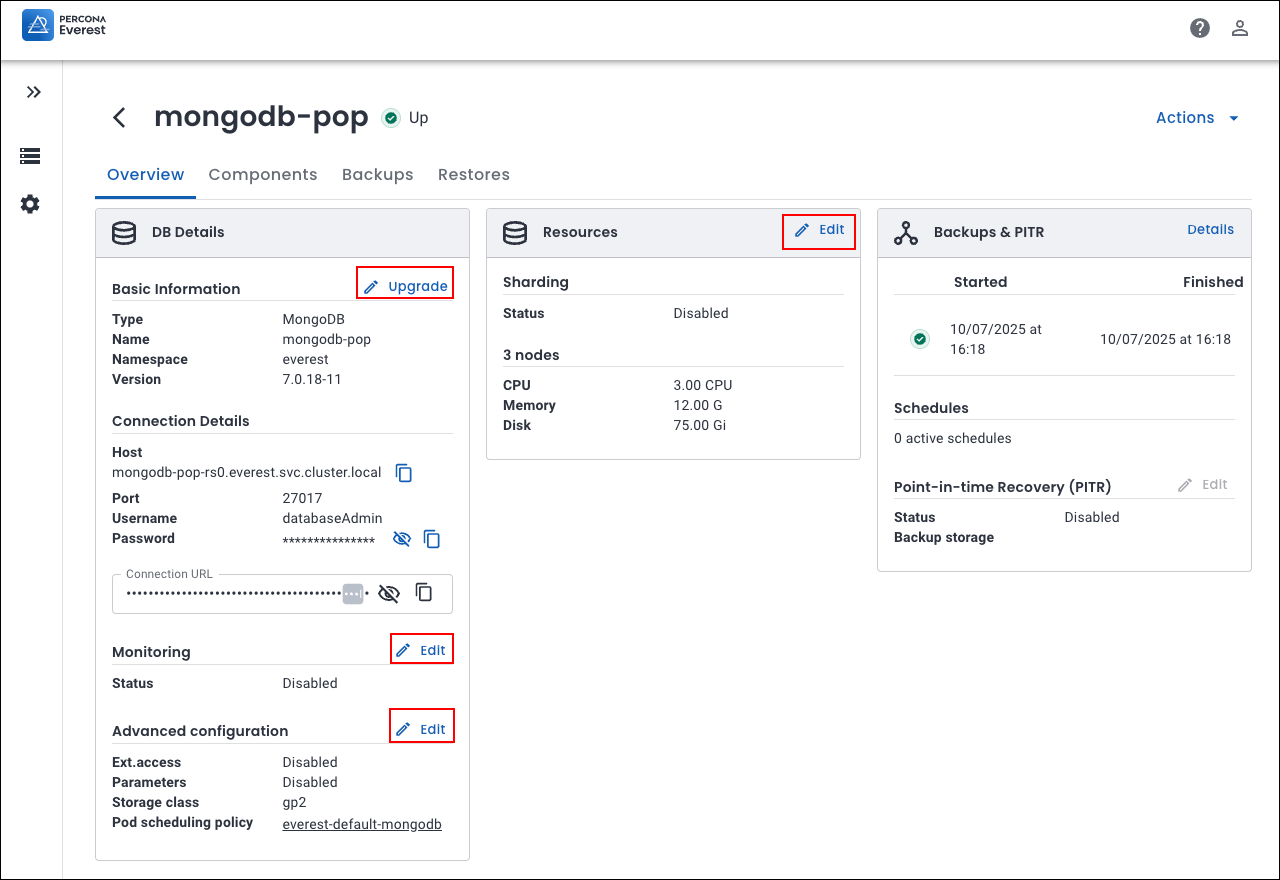 PERCONA
Everest
mongodb-pop
Up
Actions
Overview
Components
Backups
Restores
DB Details
Basic Information
Upgrade
Type MongoDB
Name mongodb-pop
Namespace everest
Version 7.0.18-11
Connection Details
Host
mongodb-pop-rs0.everest.svc.cluster.local
Port 27017
Username databaseAdmin
Password ***************
Connection URL
Monitoring
Edit
Status Disabled
Advanced configuration
Edit
Ext.access Disabled
Parameters Disabled
Storage class gp2
Pod scheduling policy everest-default-mongodb
Resources
Edit
Sharding
Status Disabled
3 nodes
CPU 3.00 CPU
Memory 12.00 G
Disk 75.00 Gi
Backups & PITR
Details
Started Finished
10/07/2025 at
16:18
10/07/2025 at 16:18
Schedules
0 active schedules
Point-in-time Recovery (PITR)
Edit
Status Disabled
Backup storage